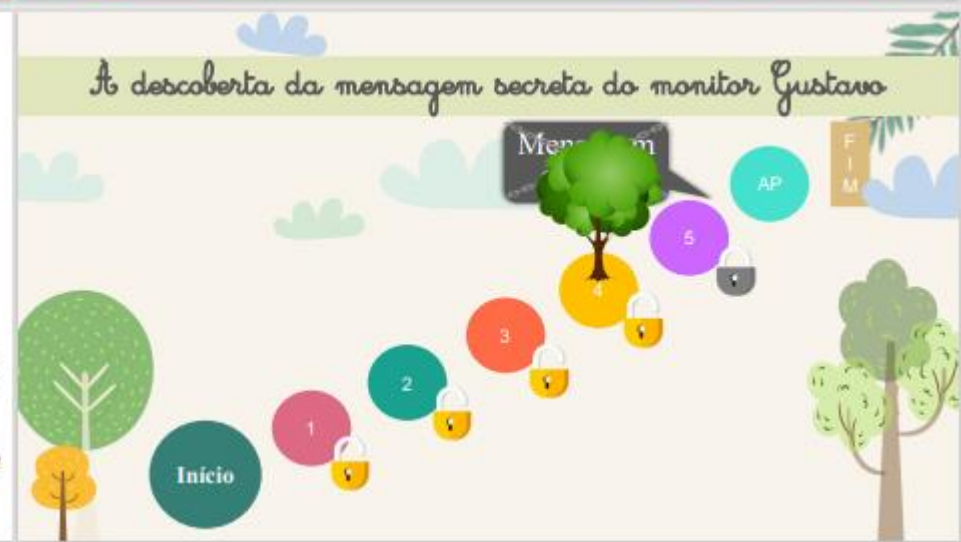 À descoberta da mensagem secreta do monitor Gustavo
AP
F
I
M
5
4
3
2
1
Início